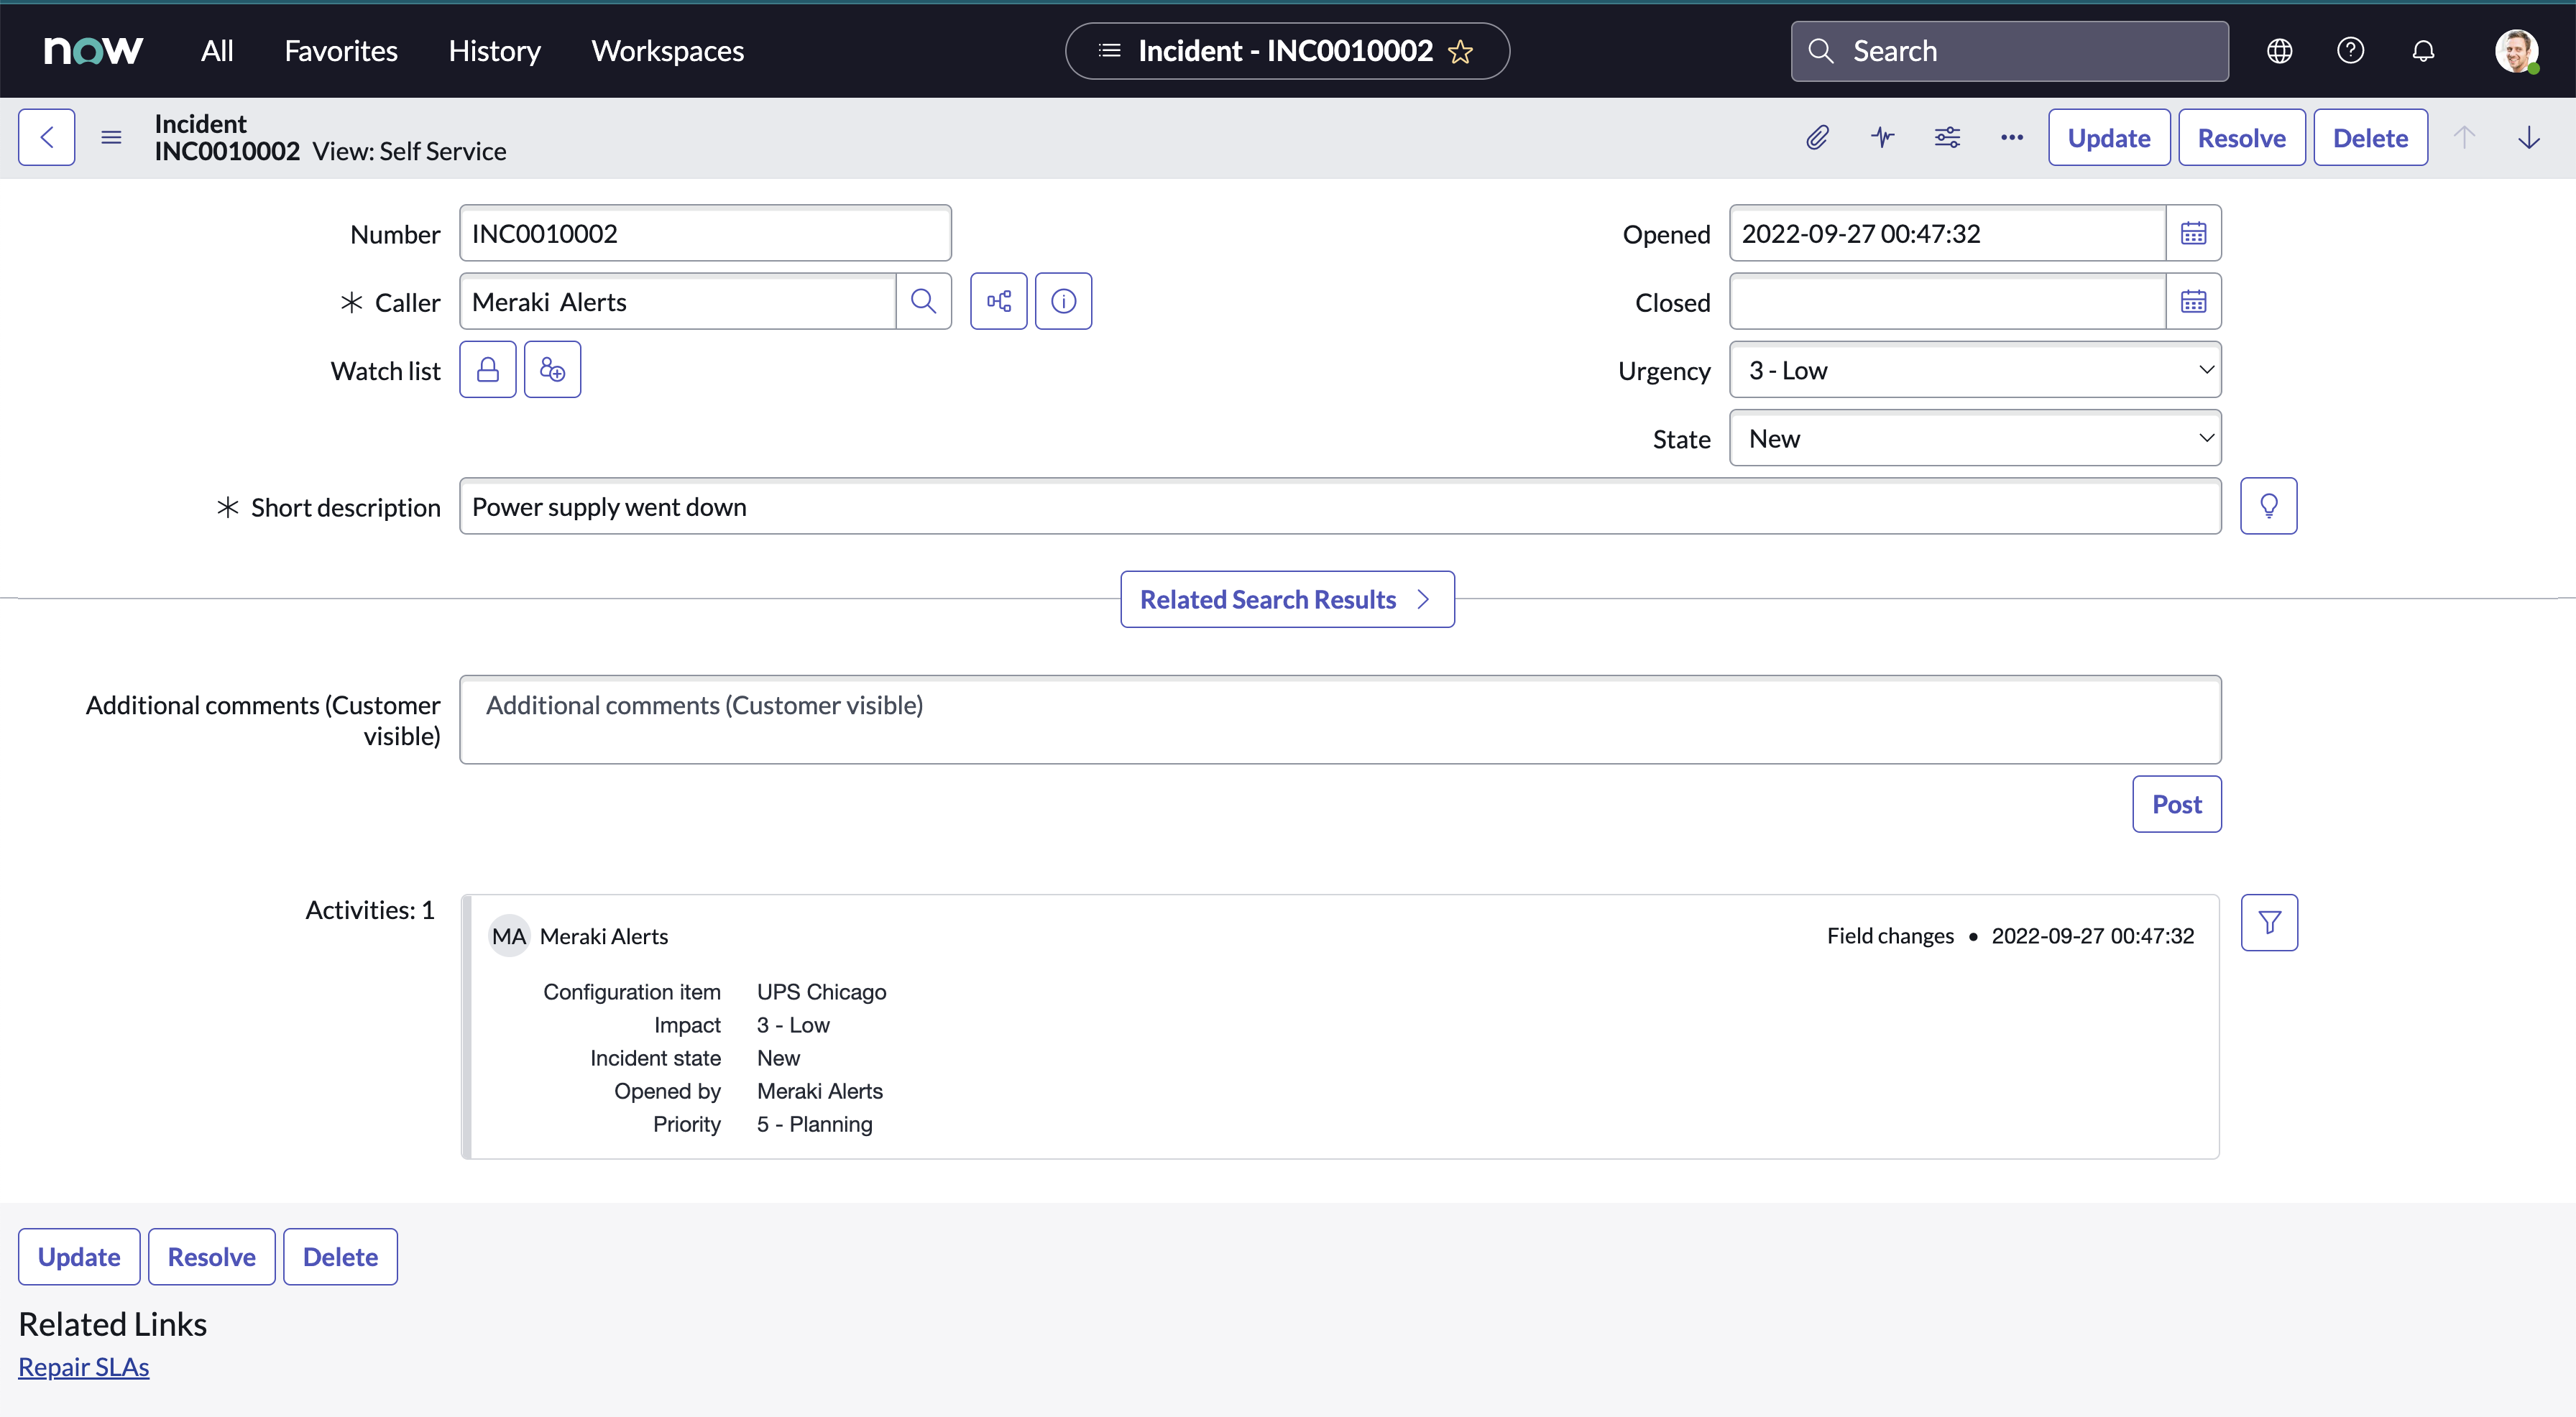 now All Favorites History Workspaces Incident - INC0010002 Search
Incident
INC0010002 View: Self Service
Update Resolve Delete
Number INC0010002 Opened 2022-09-27 00:47:32
* Caller Meraki Alerts Closed
Watch list Urgency 3 - Low
State New
* Short description Power supply went down
Related Search Results
Additional comments (Customer visible)
Additional comments (Customer visible)
Post
Activities: 1
MA Meraki Alerts Field changes • 2022-09-27 00:47:32
Configuration item UPS Chicago
Impact 3 - Low
Incident state New
Opened by Meraki Alerts
Priority 5 - Planning
Update Resolve Delete
Related Links
Repair SLAs